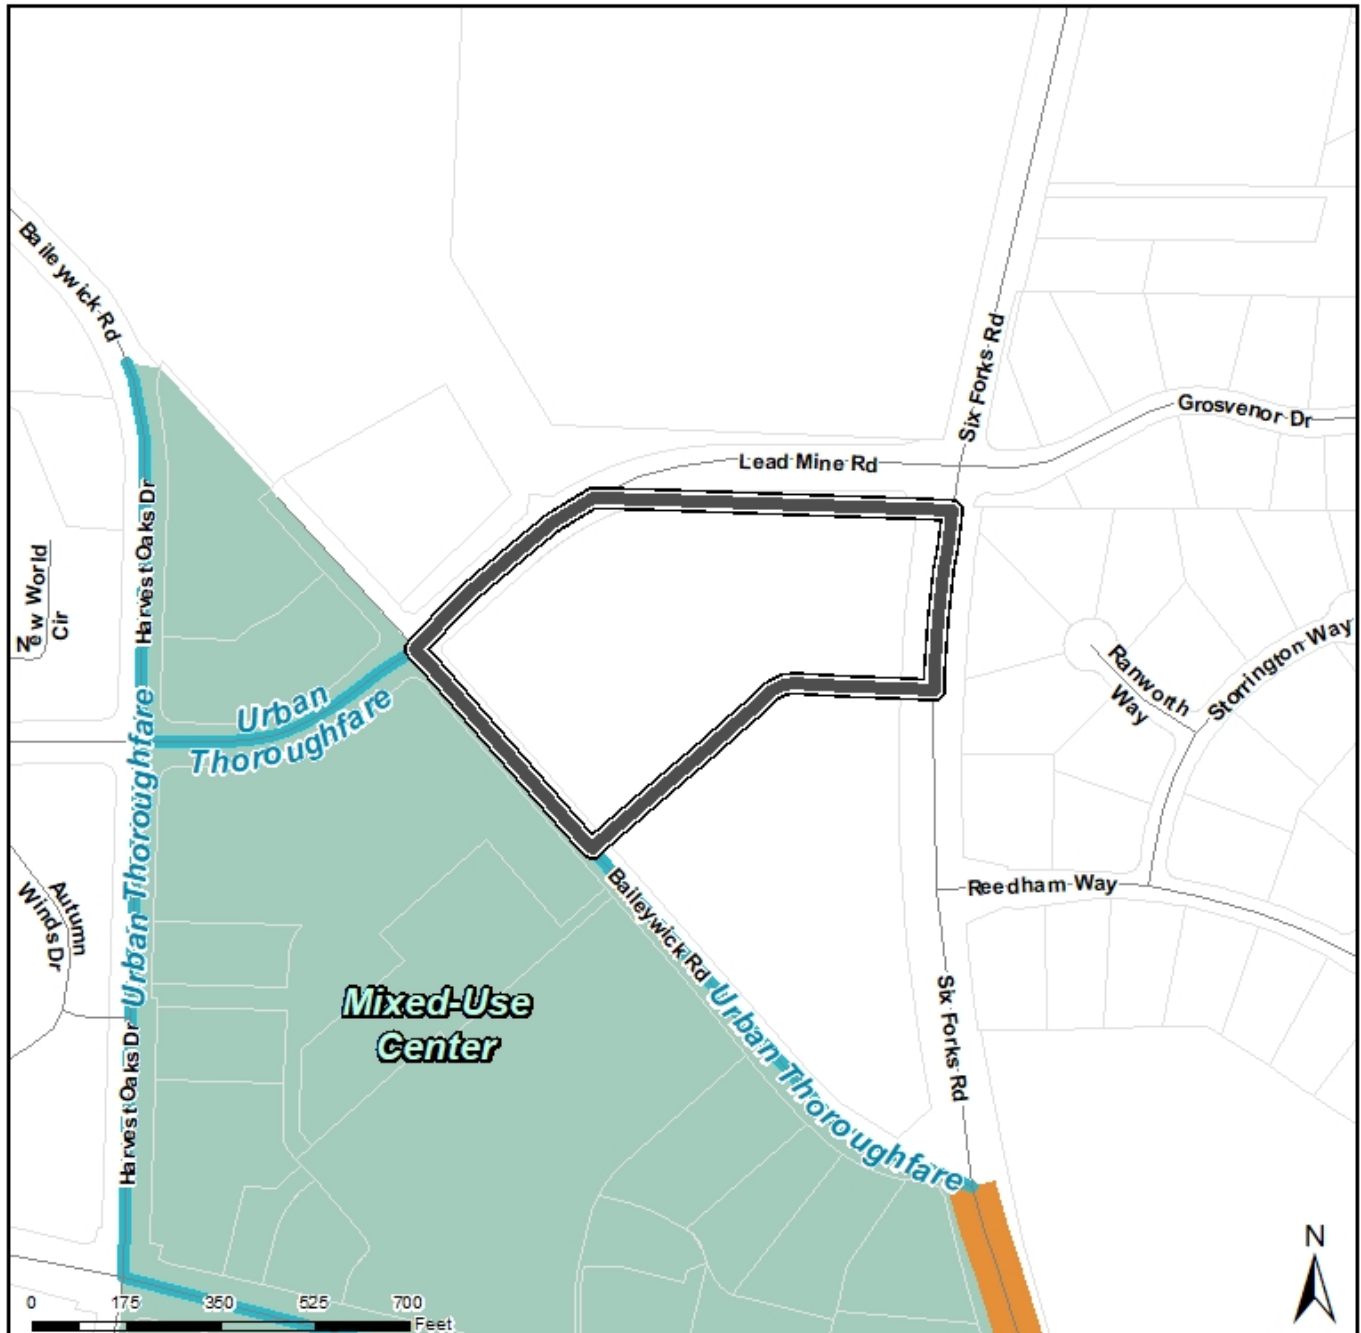 Baileywick Rd
Six Forks Rd
Grosvenor Dr
Lead Mine Rd
Harvest Oaks Dr
New World
Cir
Ranworth
Way
Storrington Way
Urban
Thoroughfare
Urban Thoroughfare
Autumn
Winds Dr
Reedham Way
Baileywick Rd
Urban Thoroughfare
Mixed-Use
Center
Six Forks Rd
Harvest Oaks Dr
N
0 175 350 525 700
Feet